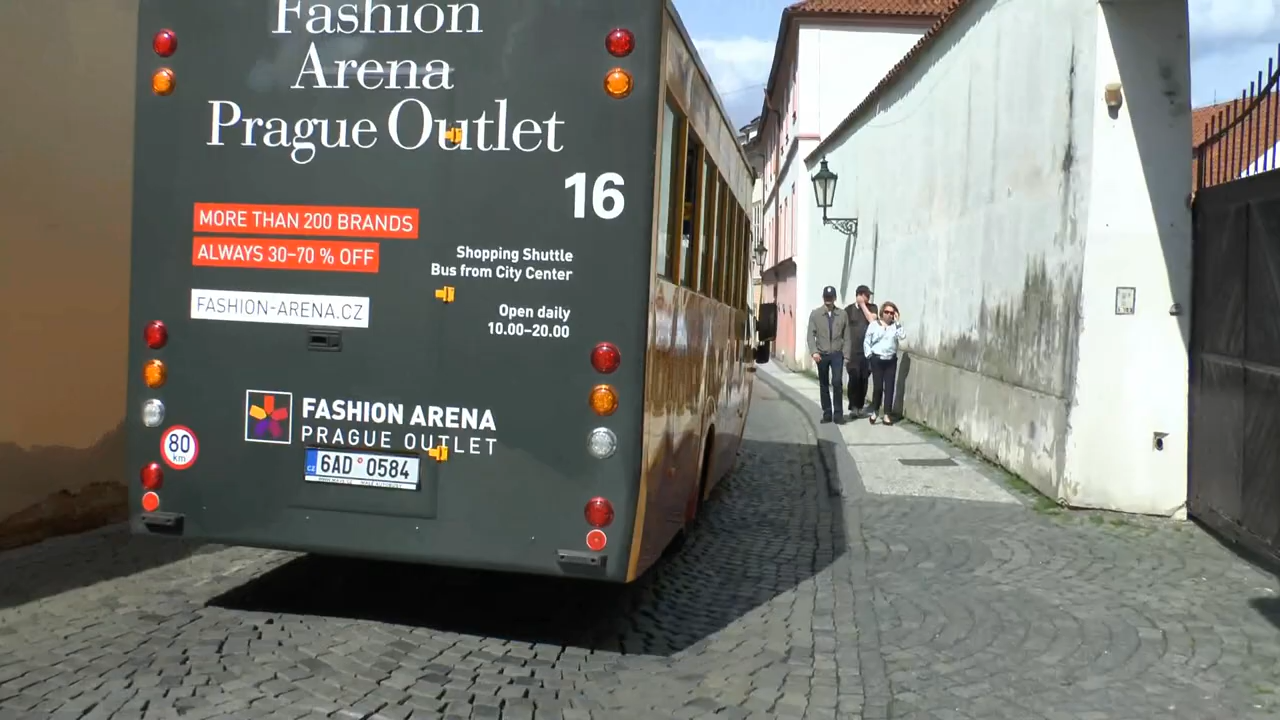 Fashion
Arena
Prague Outlet
16
MORE THAN 200 BRANDS
ALWAYS 30–70 % OFF
Shopping Shuttle
Bus from City Center
FASHION-ARENA.CZ
Open daily
10.00–20.00
FASHION ARENA
PRAGUE OUTLET
80
km
CZ
6AD 0584